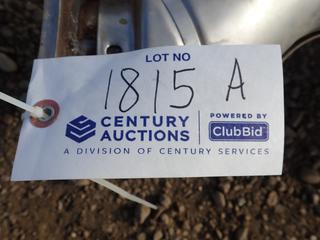 LOT NO
1815 A
CENTURY AUCTIONS
POWERED BY
ClubBid
A DIVISION OF CENTURY SERVICES